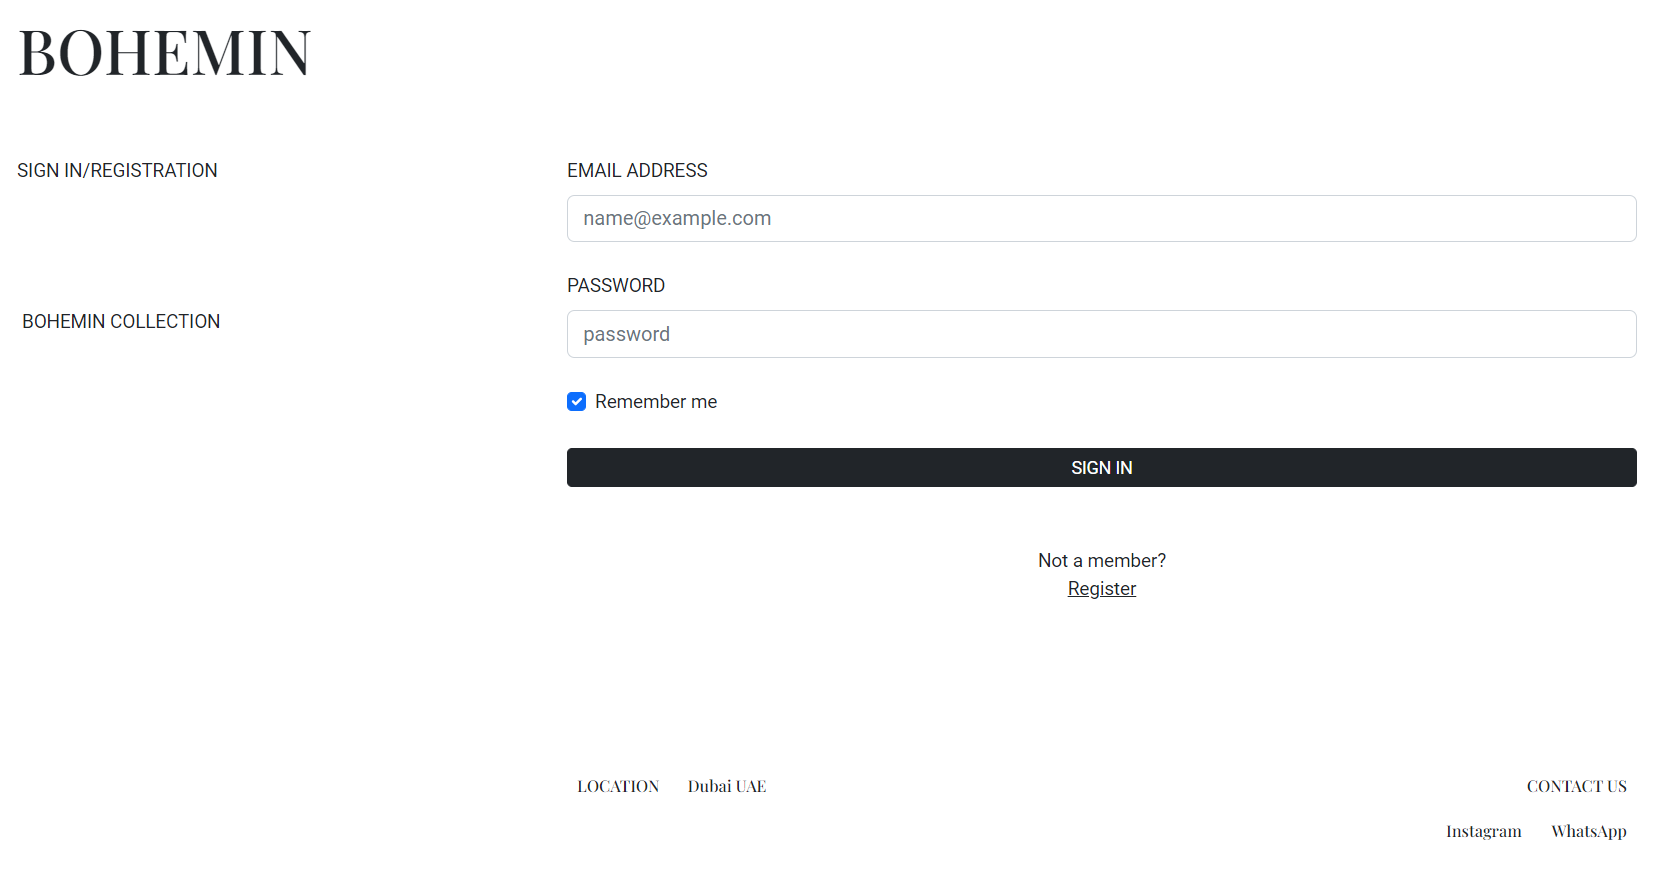 BOHEMIN
SIGN IN/REGISTRATION
BOHEMIN COLLECTION
EMAIL ADDRESS
name@example.com
PASSWORD
password
Remember me
SIGN IN
Not a member?
Register
LOCATION Dubai UAE
CONTACT US
Instagram WhatsApp